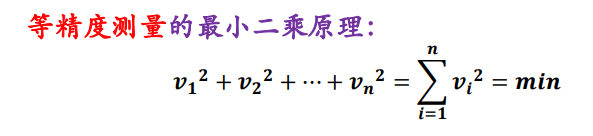 等精度测量的最小二乘原理：
v₁² + v₂² + ⋯ + vₙ² = ∑ᵢ₌₁ⁿ vᵢ² = min